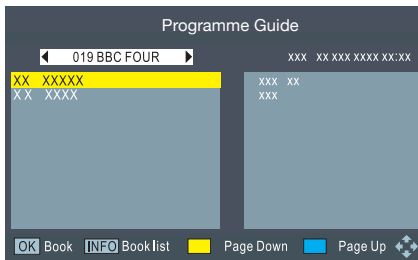 Programme Guide
019 BBC FOUR
xxx xx xxx xxxx xx:xx
XX XXXXX
XX XXXX
xxx xx
xxx
OK Book INFO Book list Page Down Page Up